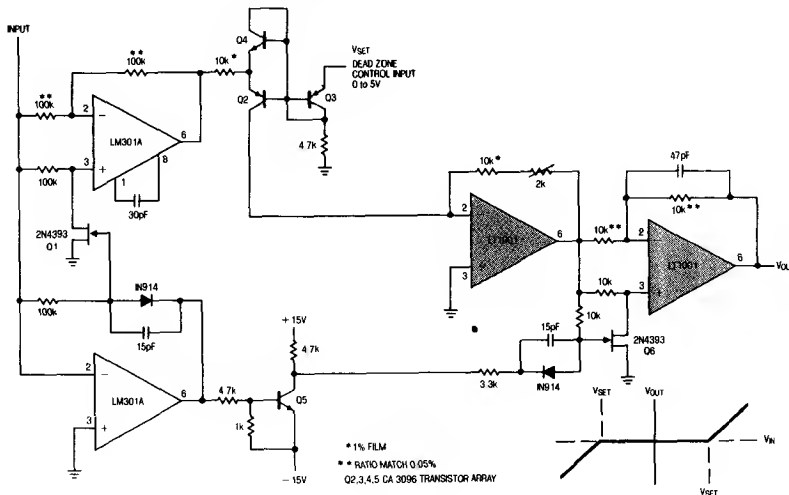 INPUT
**
100k
**
100k
10k*
Q4
VSET
DEAD ZONE
CONTROL INPUT
0 to 5V
Q2
Q3
4.7k
2
−
LM301A
6
3
+
1
8
30pF
100k
2N4393
Q1
100k
IN914
15pF
2
−
LM301A
6
3
+
4.7k
1k
+15V
4.7k
Q5
−15V
10k*
2k
2
LT1001
6
3
10k**
47pF
10k**
2
−
LT1001
6
3
+
10k
10k
3.3k
15pF
IN914
2N4393
Q6
*1% FILM
** RATIO MATCH 0.05%
Q2,3,4,5 CA 3096 TRANSISTOR ARRAY
VSET
VOUT
VIN
VSET